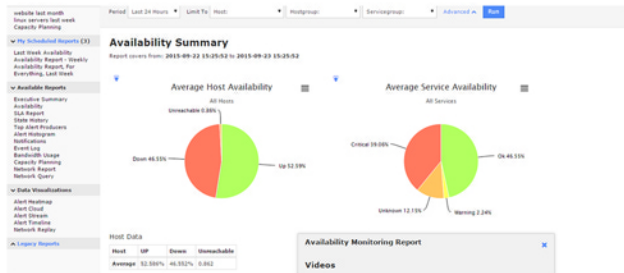 website last month
linux servers last week
Capacity Planning
My Scheduled Reports (3)
Last Week Availability
Availability Report - Weekly
Availability Report, For
Everything, Last Week
Available Reports
Executive Summary
Availability
SLA Report
State History
Top Alert Producers
Alert Histogram
Notifications
Event Log
Bandwidth Usage
Capacity Planning
Network Report
Network Query
Data Visualizations
Alert Heatmap
Alert Cloud
Alert Stream
Alert Timeline
Network Replay
Legacy Reports
Period Last 24 Hours Limit To Host: Hostgroup: Servicegroup: Advanced Run
Availability Summary
Report covers from: 2015-09-22 15:25:52 to 2015-09-23 15:25:52
Average Host Availability
All Hosts
Unreachable 0.86%
Down 46.55%
Up 52.59%
Average Service Availability
All Services
Critical 39.06%
Ok 46.55%
Unknown 12.15%
Warning 2.24%
Host Data
Host UP Down Unreachable
Average 52.586% 46.552% 0.862
Availability Monitoring Report
Videos